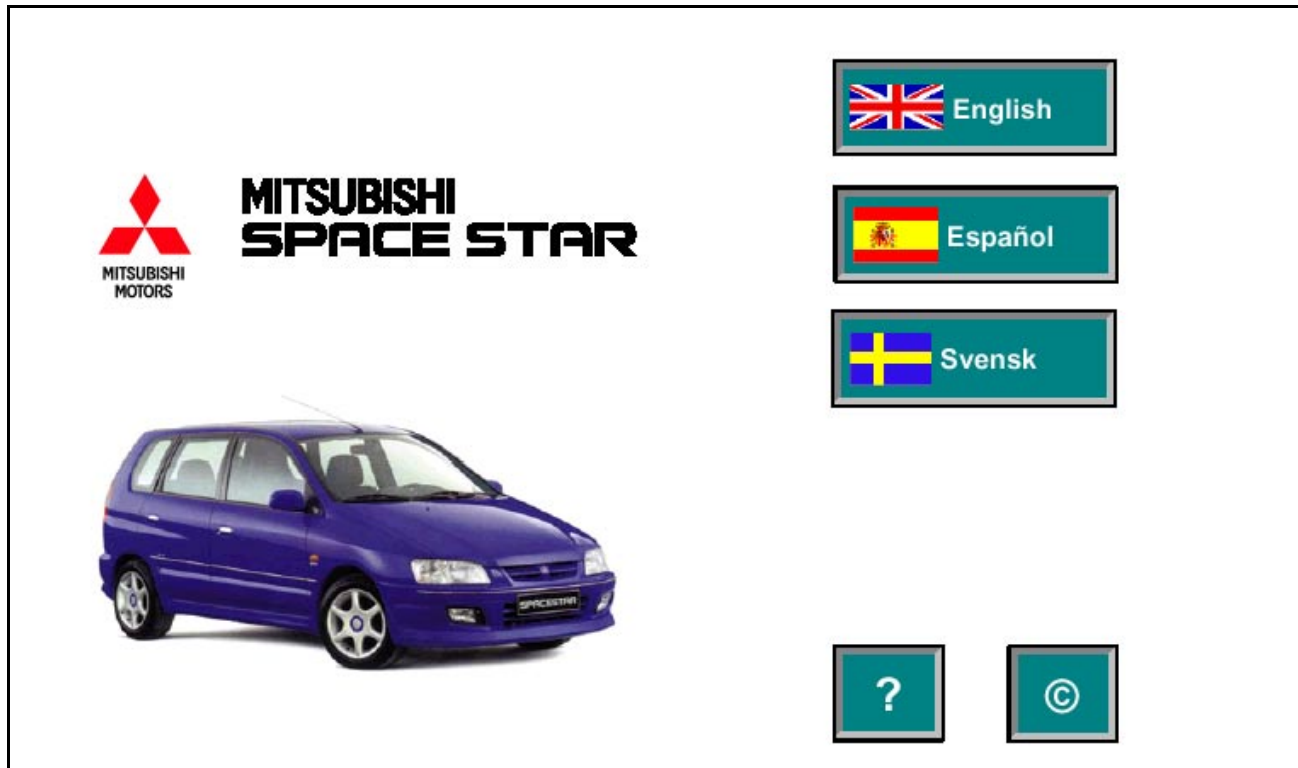 MITSUBISHI
MOTORS
MITSUBISHI
SPACE STAR
SPACESTAR
English
Español
Svensk
?
©